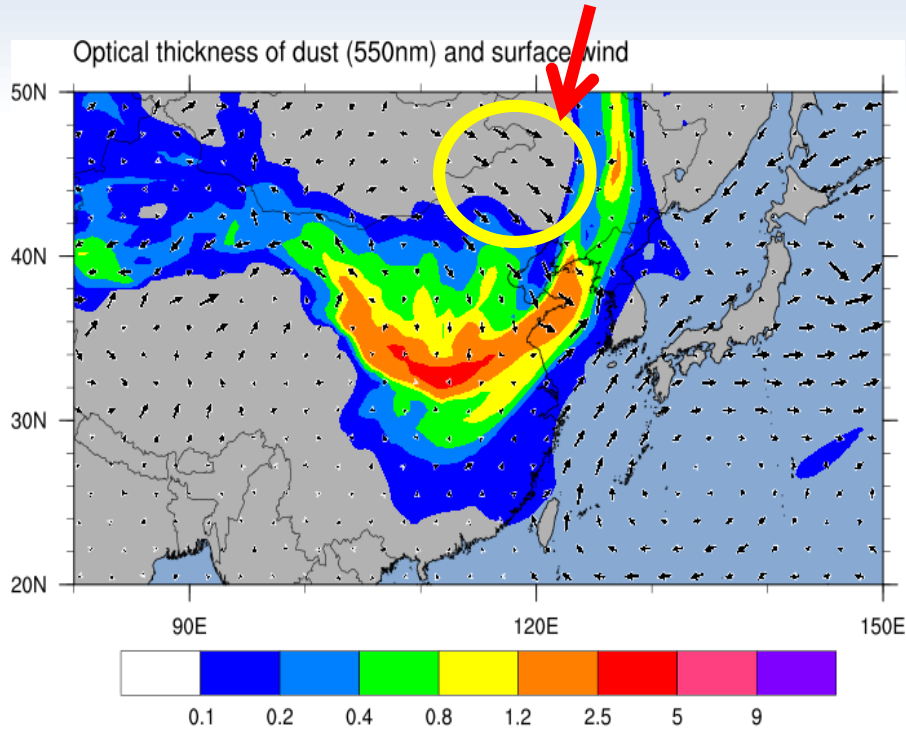 Optical thickness of dust (550nm) and surface wind
50N
40N
30N
20N
90E 120E 150E
0.1 0.2 0.4 0.8 1.2 2.5 5 9